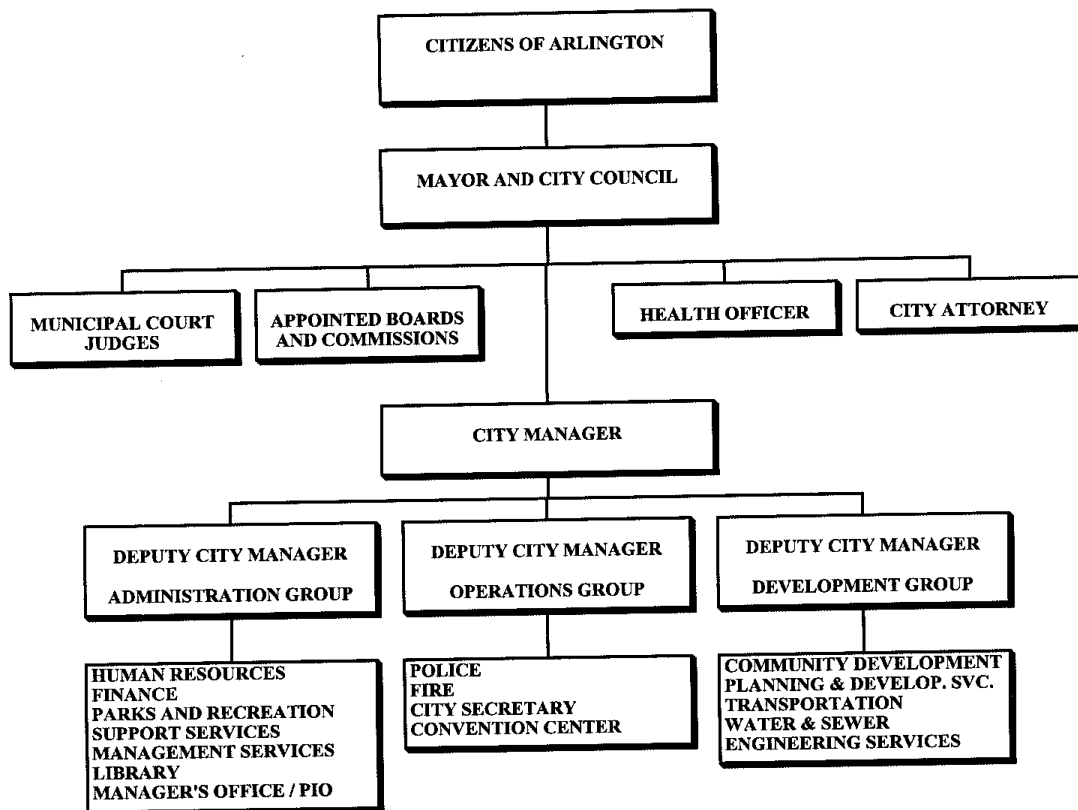 CITIZENS OF ARLINGTON
MAYOR AND CITY COUNCIL
MUNICIPAL COURT
JUDGES
APPOINTED BOARDS
AND COMMISSIONS
HEALTH OFFICER
CITY ATTORNEY
CITY MANAGER
DEPUTY CITY MANAGER
ADMINISTRATION GROUP
DEPUTY CITY MANAGER
OPERATIONS GROUP
DEPUTY CITY MANAGER
DEVELOPMENT GROUP
HUMAN RESOURCES
FINANCE
PARKS AND RECREATION
SUPPORT SERVICES
MANAGEMENT SERVICES
LIBRARY
MANAGER'S OFFICE / PIO
POLICE
FIRE
CITY SECRETARY
CONVENTION CENTER
COMMUNITY DEVELOPMENT
PLANNING & DEVELOP. SVC.
TRANSPORTATION
WATER & SEWER
ENGINEERING SERVICES